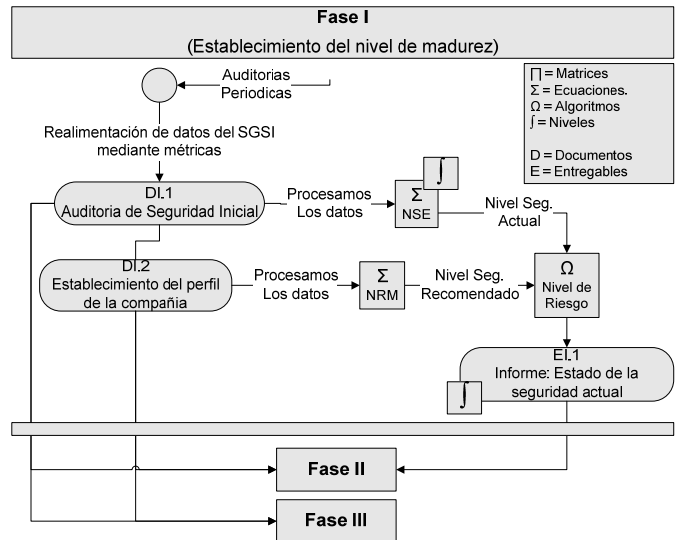 Fase I
(Establecimiento del nivel de madurez)
Auditorias
Periodicas
∏ = Matrices
Σ = Ecuaciones.
Ω = Algoritmos
∫ = Niveles
D = Documentos
E = Entregables
Realimentación de datos del SGSI
mediante métricas
DI.1
Auditoria de Seguridad Inicial
Procesamos
Los datos
∫
Σ
NSE
Nivel Seg.
Actual
DI.2
Establecimiento del perfil
de la compañia
Procesamos
Los datos
Σ
NRM
Nivel Seg.
Recomendado
Ω
Nivel de
Riesgo
EI.1
Informe: Estado de la
seguridad actual
∫
Fase II
Fase III